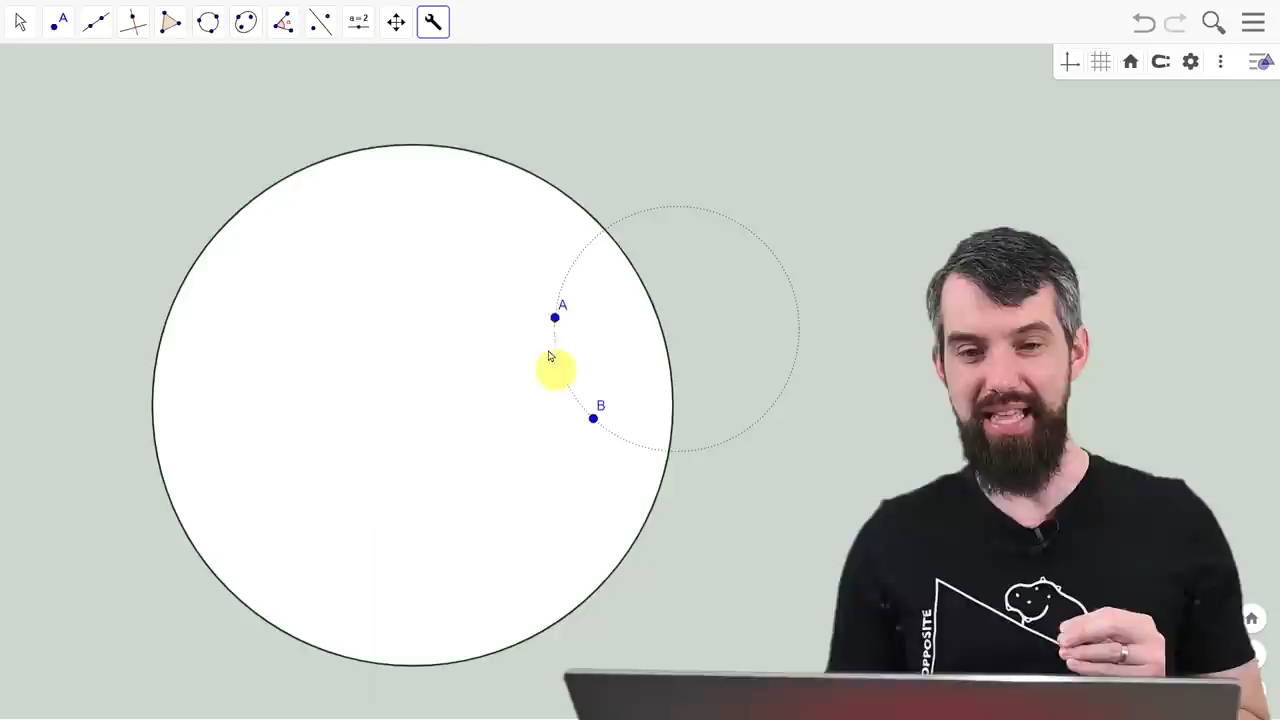 A
a = 2
α
A
B
OPPOSITE